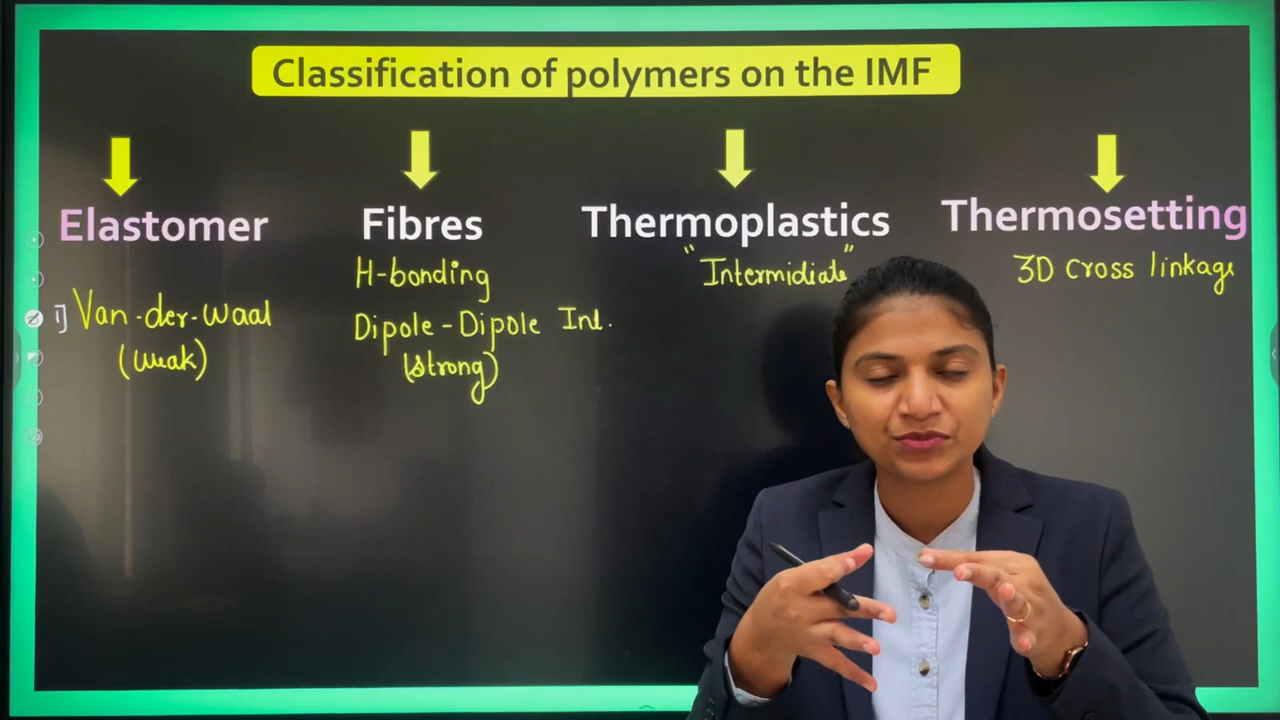 Classification of polymers on the IMF
Elastomer
1] Van-der-Waal
(weak)
Fibres
H-bonding
Dipole-Dipole Int.
(strong)
Thermoplastics
"Intermidiate"
Thermosetting
3D cross linkage